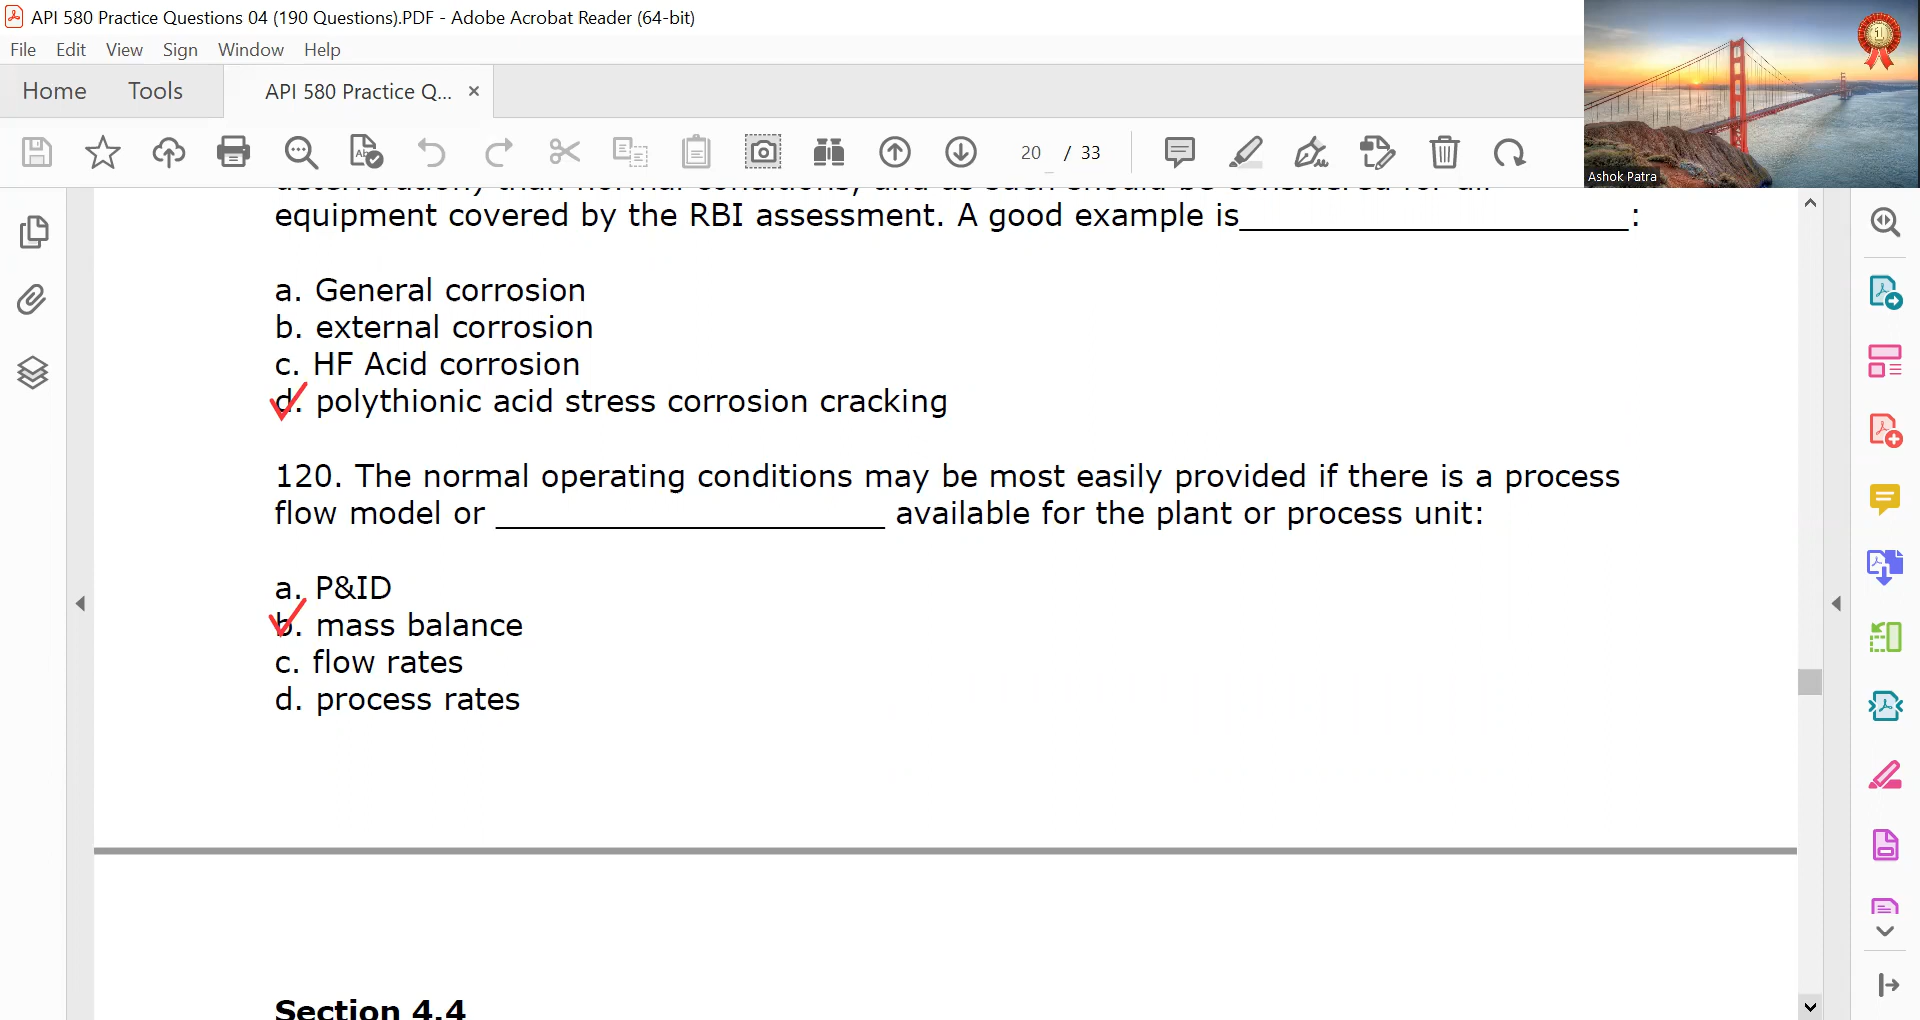 API 580 Practice Questions 04 (190 Questions).PDF - Adobe Acrobat Reader (64-bit)
File Edit View Sign Window Help
Home Tools API 580 Practice Q... ×
20 / 33
Ashok Patra
equipment covered by the RBI assessment. A good example is______________________:
a. General corrosion
b. external corrosion
c. HF Acid corrosion
d. polythionic acid stress corrosion cracking
120. The normal operating conditions may be most easily provided if there is a process
flow model or ______________________ available for the plant or process unit:
a. P&ID
b. mass balance
c. flow rates
d. process rates
Section 4.4